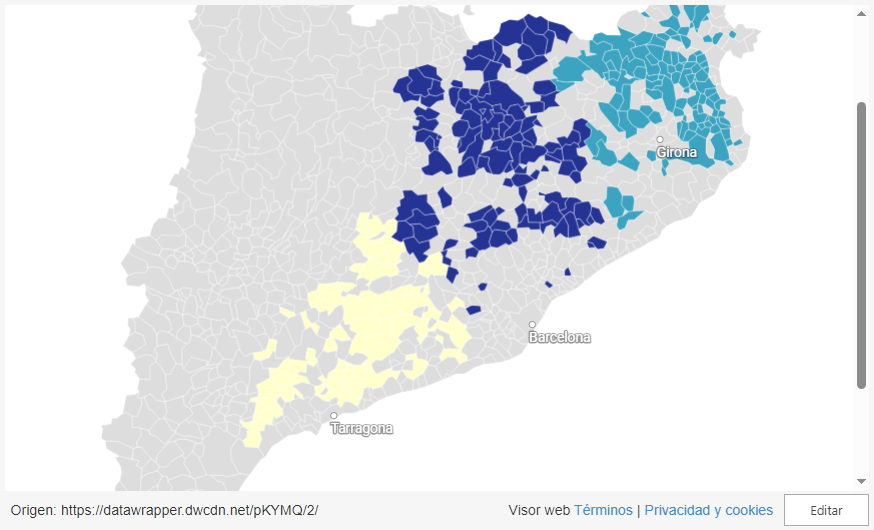 Girona
Barcelona
Tarragona
Origen: https://datawrapper.dwcdn.net/pKYMQ/2/ Visor web Términos | Privacidad y cookies Editar